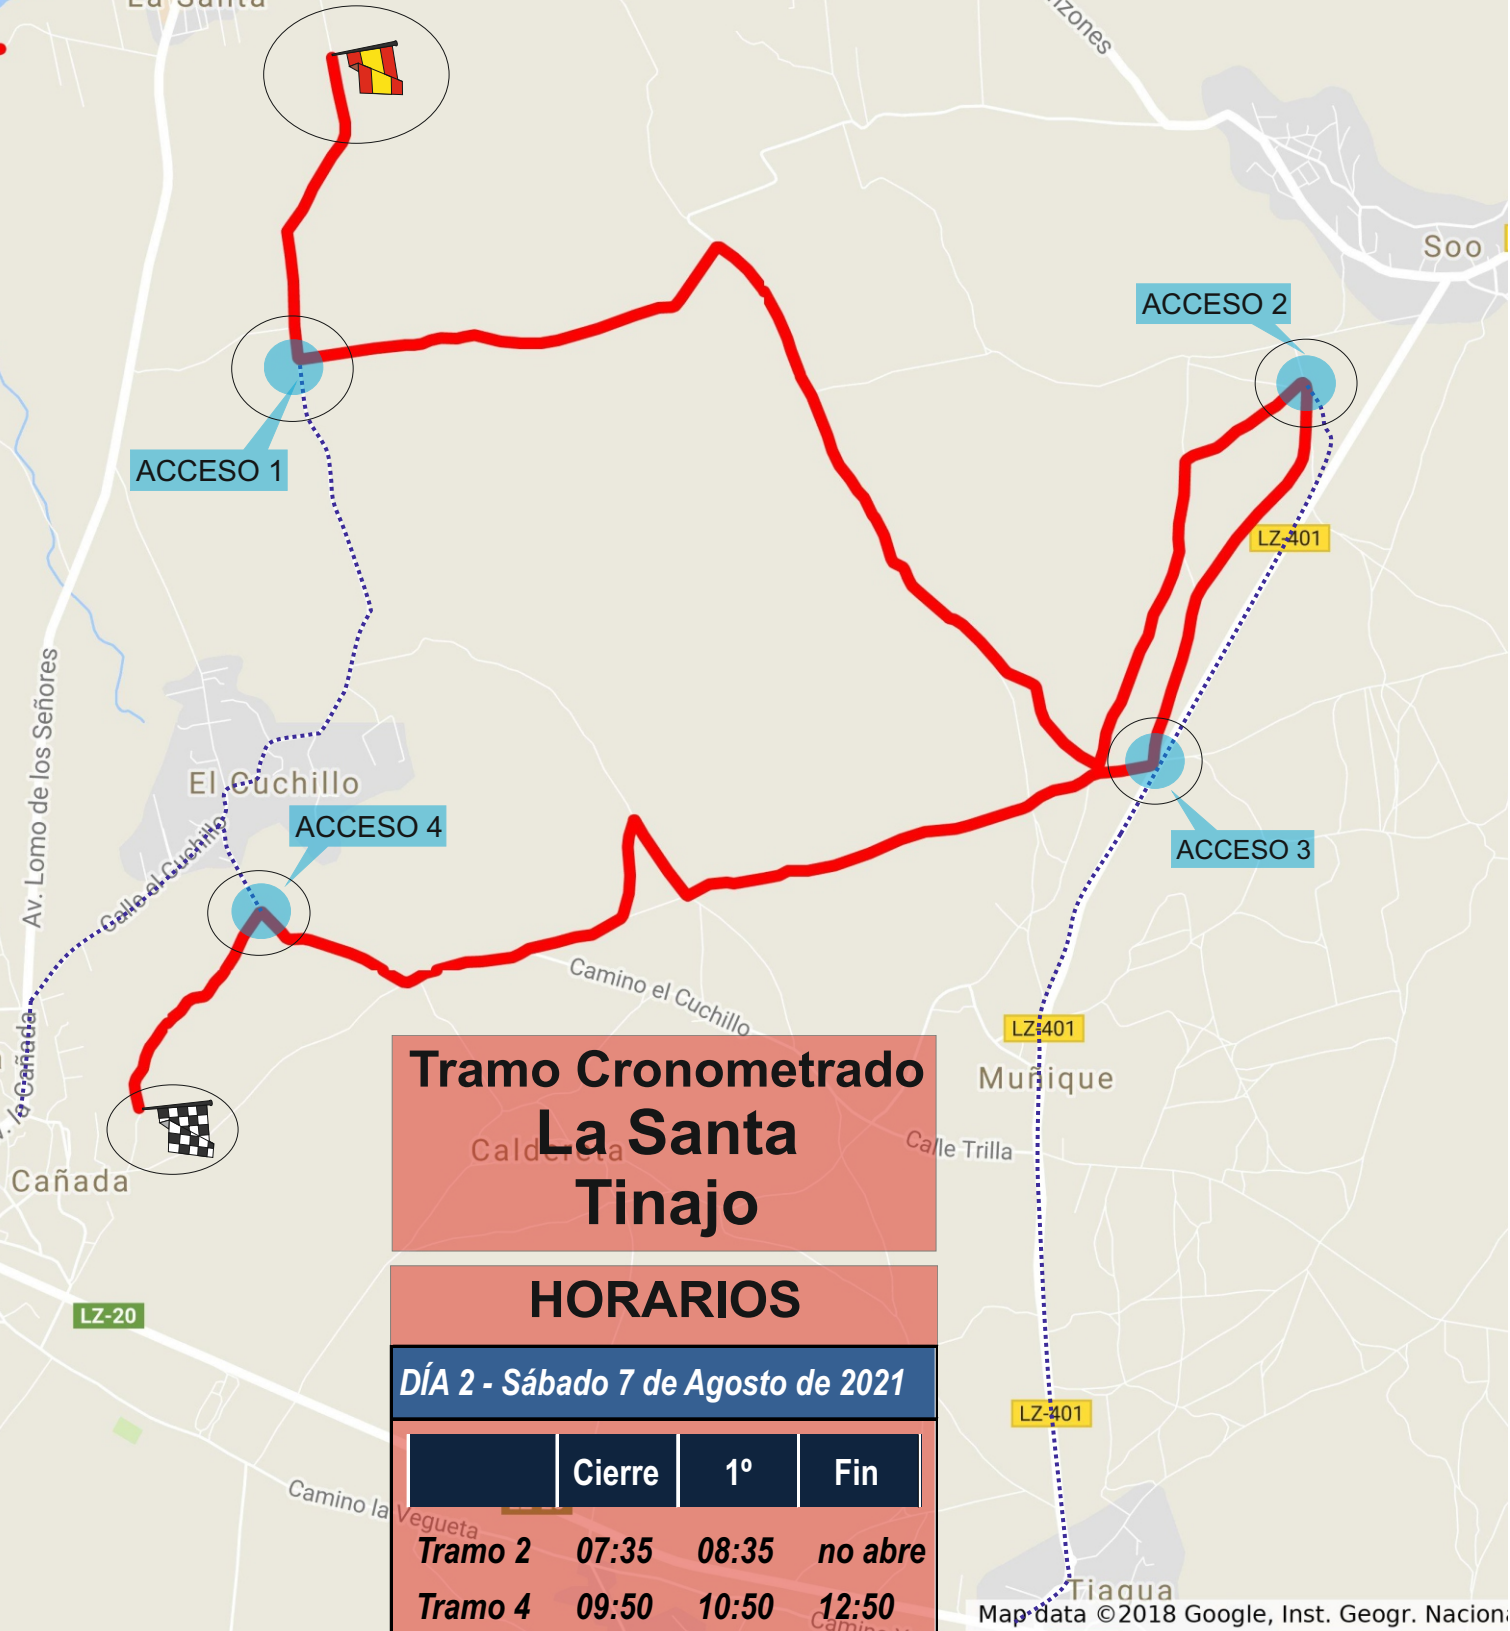 La Santa
Soo
ACCESO 2
ACCESO 1
LZ-401
Av. Lomo de los Señores
El Cuchillo
ACCESO 4
Calle el Cuchillo
ACCESO 3
Camino el Cuchillo
LZ-401
Muñique
la Cañada
Tramo Cronometrado
La Santa
Tinajo
Caldereta
Calle Trilla
Cañada
HORARIOS
LZ-20
DÍA 2 - Sábado 7 de Agosto de 2021
LZ-401
Cierre 1º Fin
Camino la Vegueta
Tramo 2 07:35 08:35 no abre
Tramo 4 09:50 10:50 12:50
Tiagua
Map data ©2018 Google, Inst. Geogr.